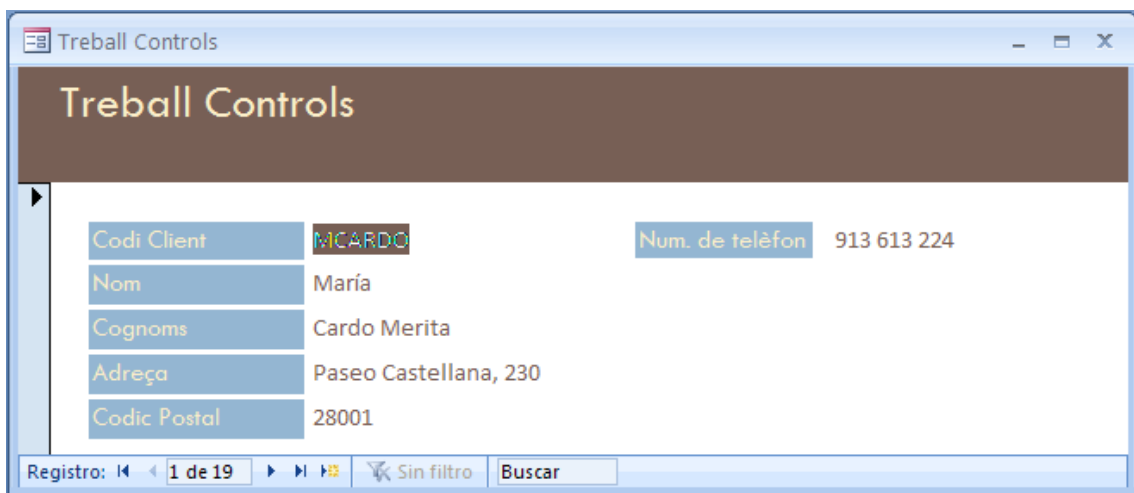 Treball Controls
Treball Controls
Codi Client MCARDO Num. de telèfon 913 613 224
Nom María
Cognoms Cardo Merita
Adreça Paseo Castellana, 230
Codic Postal 28001
Registro: 1 de 19 Sin filtro Buscar